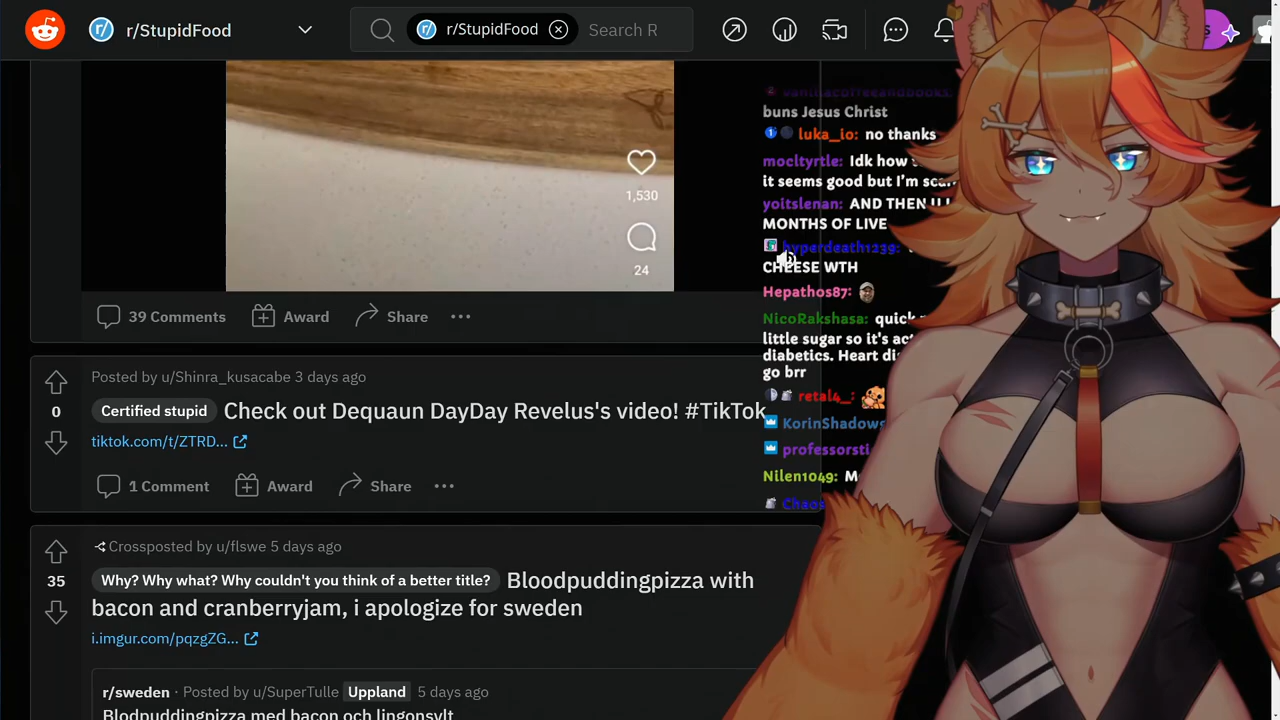 r/StupidFood
r/StupidFood
Search R
buns Jesus Christ
luka_io: no thanks
mocltyrtle: Idk how
it seems good but I'm
yoitslenan: AND THEN
MONTHS OF LIVE
hyperdeath1239:
CHEESE WTH
Hepathos87:
NicoRakshasa: quick
little sugar so it's
diabetics. Heart
go brr
retal4_:
KorinShadow
professorsti
Nilen1049:
Chaos
1,530
24
39 Comments
Award
Share
Posted by u/Shinra_kusacabe 3 days ago
0
Certified stupid
Check out Dequaun DayDay Revelus's video! #TikTok
tiktok.com/t/ZTRD...
1 Comment
Award
Share
Crossposted by u/flswe 5 days ago
35
Why? Why what? Why couldn't you think of a better title?
Bloodpuddingpizza with
bacon and cranberryjam, i apologize for sweden
i.imgur.com/pqzgZG...
r/sweden · Posted by u/SuperTulle Uppland 5 days ago
Blodpuddingpizza med bacon och lingonsylt